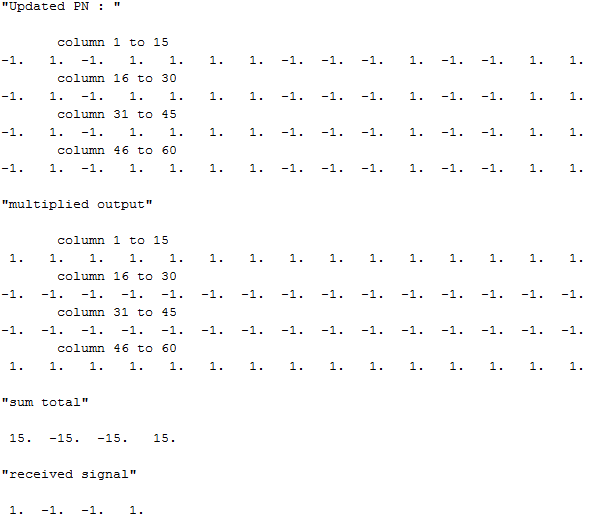 "Updated PN : "
column 1 to 15
-1. 1. -1. 1. 1. 1. 1. -1. -1. -1. 1. -1. -1. 1. 1.
column 16 to 30
-1. 1. -1. 1. 1. 1. 1. -1. -1. -1. 1. -1. -1. 1. 1.
column 31 to 45
-1. 1. -1. 1. 1. 1. 1. -1. -1. -1. 1. -1. -1. 1. 1.
column 46 to 60
-1. 1. -1. 1. 1. 1. 1. -1. -1. -1. 1. -1. -1. 1. 1.
"multiplied output"
column 1 to 15
1. 1. 1. 1. 1. 1. 1. 1. 1. 1. 1. 1. 1. 1. 1.
column 16 to 30
-1. -1. -1. -1. -1. -1. -1. -1. -1. -1. -1. -1. -1. -1. -1.
column 31 to 45
-1. -1. -1. -1. -1. -1. -1. -1. -1. -1. -1. -1. -1. -1. -1.
column 46 to 60
1. 1. 1. 1. 1. 1. 1. 1. 1. 1. 1. 1. 1. 1. 1.
"sum total"
15. -15. -15. 15.
"received signal"
1. -1. -1. 1.